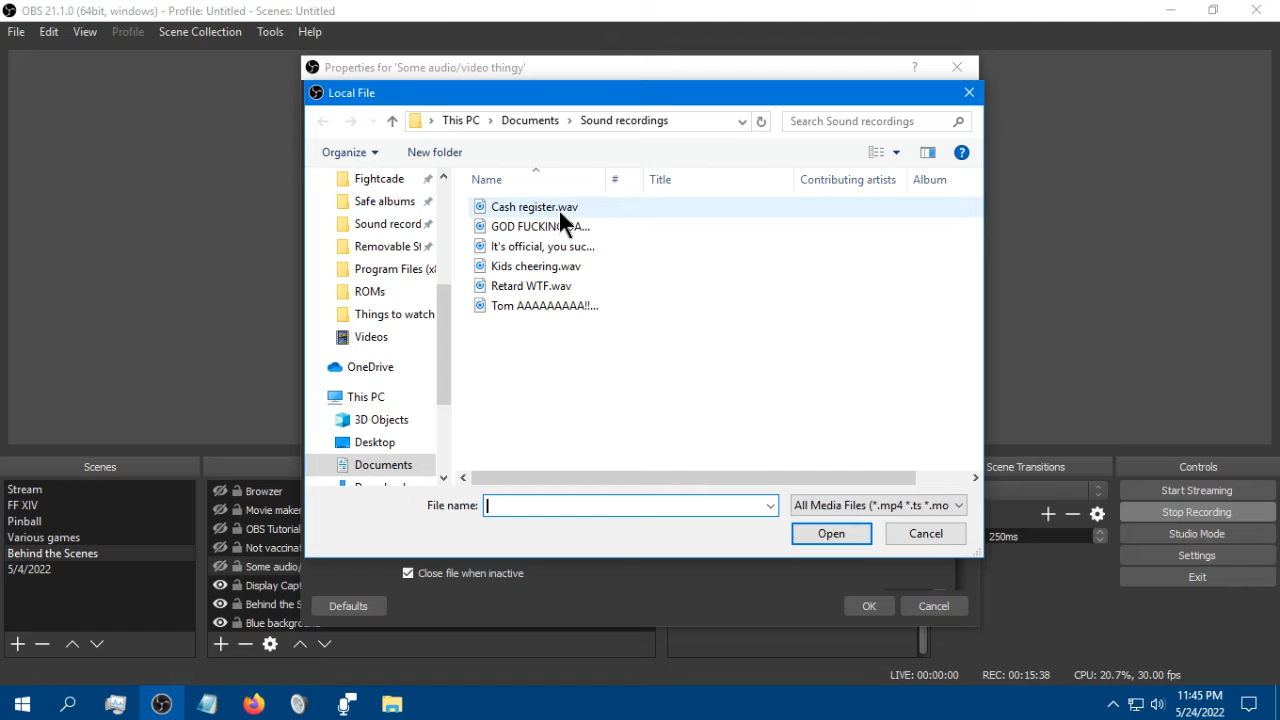 OBS 21.1.0 (64bit, windows) - Profile: Untitled - Scenes: Untitled
File Edit View Profile Scene Collection Tools Help
Properties for 'Some audio/video thingy'
?
Local File
This PC > Documents > Sound recordings
Search Sound recordings
Organize
New folder
?
Name
#
Title
Contributing artists
Album
Fightcade
Safe albums
Sound record
Removable St
Program Files (x8
ROMs
Things to watch
Videos
OneDrive
This PC
3D Objects
Desktop
Documents
Cash register.wav
GOD FUCKING
It's official, you suc...
Kids cheering.wav
Retard WTF.wav
Tom AAAAAAAAA!!...
File name:
All Media Files (*.mp4 *.ts *.mo
Open
Cancel
Close file when inactive
Defaults
OK
Cancel
Scenes
Stream
FF XIV
Pinball
Various games
Behind the Scenes
5/4/2022
Browzer
Movie maker
OBS Tutorial
Not vaccinat
Some audio/
Display Capt
Behind the S
Blue background
Scene Transitions
250ms
Controls
Start Streaming
Stop Recording
Studio Mode
Settings
Exit
LIVE: 00:00:00
REC: 00:15:38
CPU: 20.7%, 30.00 fps
11:45 PM
5/24/2022